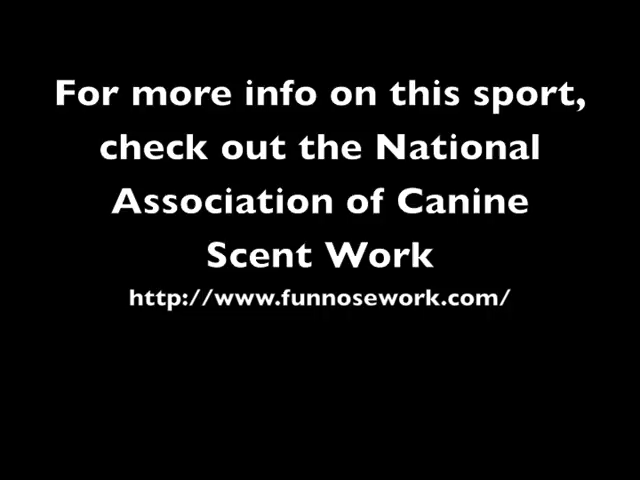 For more info on this sport,
check out the National
Association of Canine
Scent Work
http://www.funnosework.com/